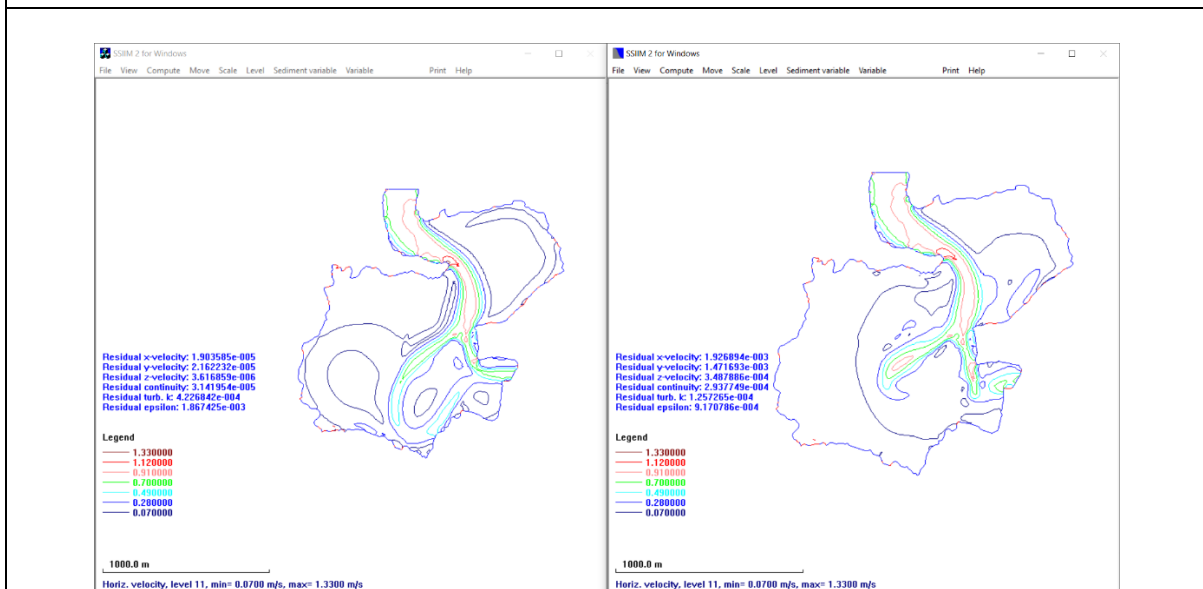 SSIIM 2 for Windows
File View Compute Move Scale Level Sediment variable Variable Print Help
Residual x-velocity: 1.903585e-005
Residual y-velocity: 2.162232e-005
Residual z-velocity: 3.616859e-006
Residual continuity: 3.141954e-005
Residual turb. k: 4.226842e-004
Residual epsilon: 1.867425e-003
Legend
1.330000
1.120000
0.910000
0.700000
0.490000
0.280000
0.070000
1000.0 m
Horiz. velocity, level 11, min= 0.0700 m/s, max= 1.3300 m/s
SSIIM 2 for Windows
File View Compute Move Scale Level Sediment variable Variable Print Help
Residual x-velocity: 1.926894e-003
Residual y-velocity: 1.471693e-003
Residual z-velocity: 3.487886e-004
Residual continuity: 2.937749e-004
Residual turb. k: 1.257265e-004
Residual epsilon: 9.170786e-004
Legend
1.330000
1.120000
0.910000
0.700000
0.490000
0.280000
0.070000
1000.0 m
Horiz. velocity, level 11, min= 0.0700 m/s, max= 1.3300 m/s